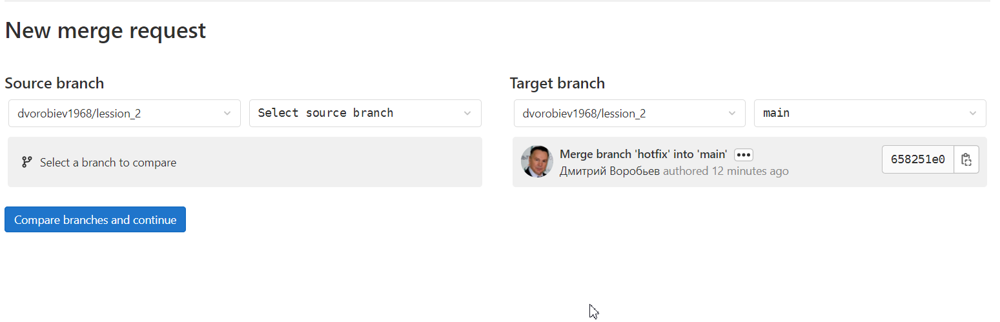 New merge request
Source branch
dvorobiev1968/lession_2
Select source branch
Select a branch to compare
Target branch
dvorobiev1968/lession_2
main
Merge branch 'hotfix' into 'main'
Дмитрий Воробьев authored 12 minutes ago
658251e0
Compare branches and continue